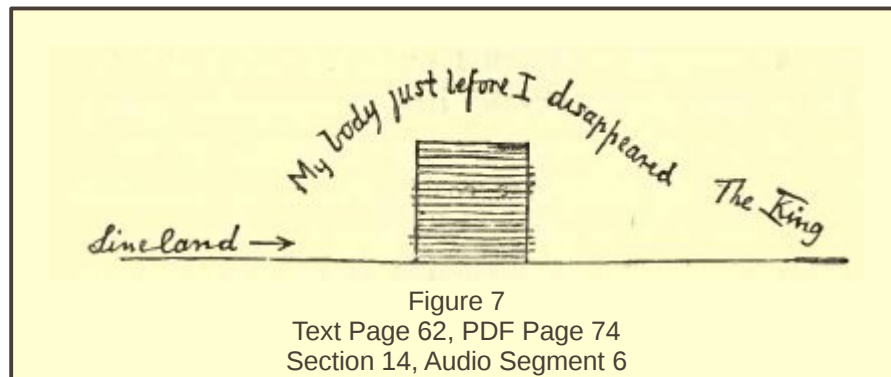 My body just before I disappeared
The King
Lineland →
Figure 7
Text Page 62, PDF Page 74
Section 14, Audio Segment 6